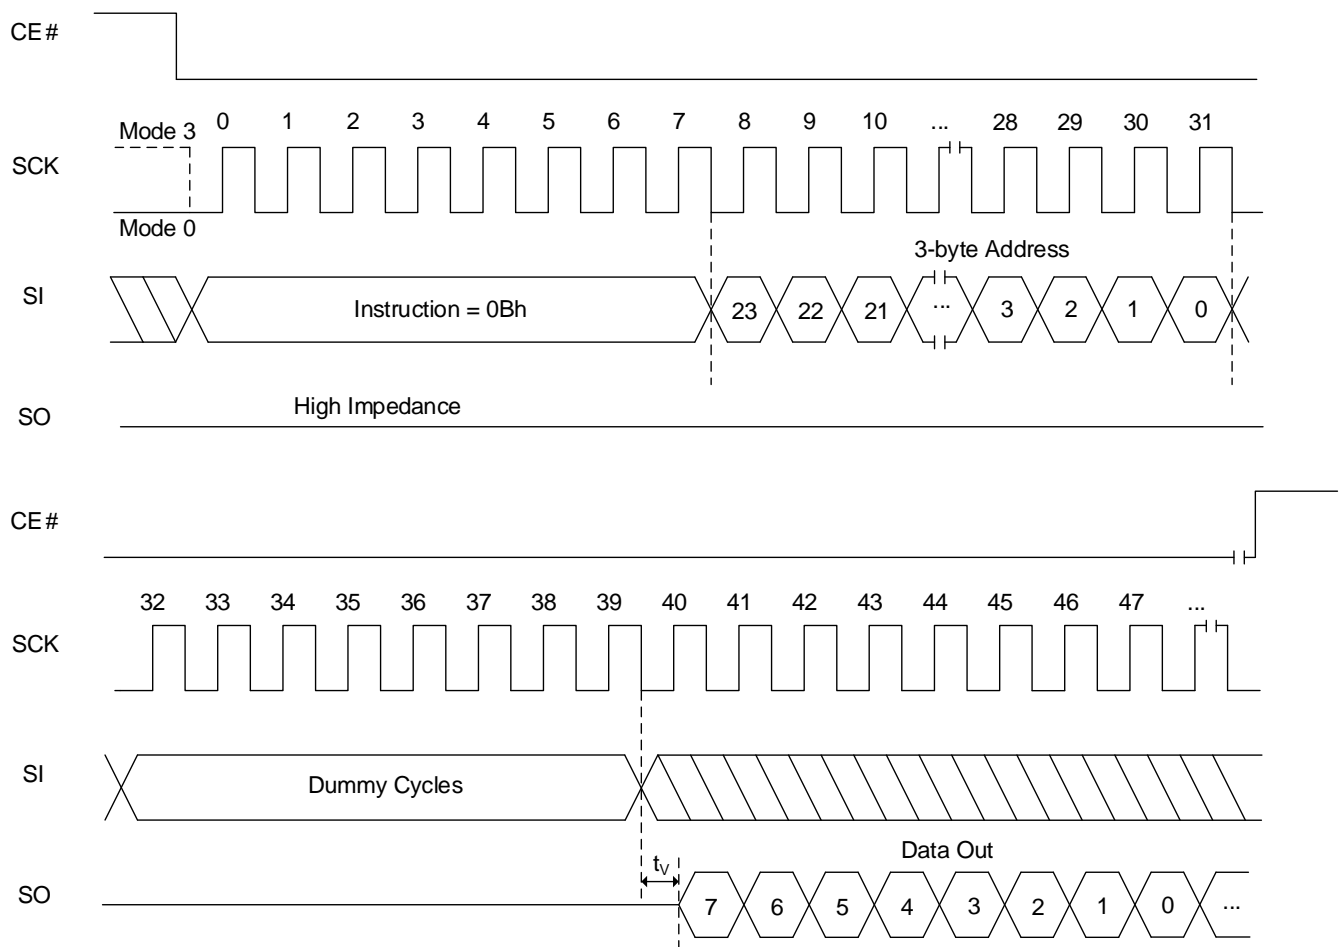 CE#
0 1 2 3 4 5 6 7 8 9 10 ... 28 29 30 31
Mode 3
SCK
Mode 0
3-byte Address
SI
Instruction = 0Bh 23 22 21 ... 3 2 1 0
High Impedance
SO
CE#
32 33 34 35 36 37 38 39 40 41 42 43 44 45 46 47 ...
SCK
SI
Dummy Cycles
Data Out
tV
SO
7 6 5 4 3 2 1 0 ...